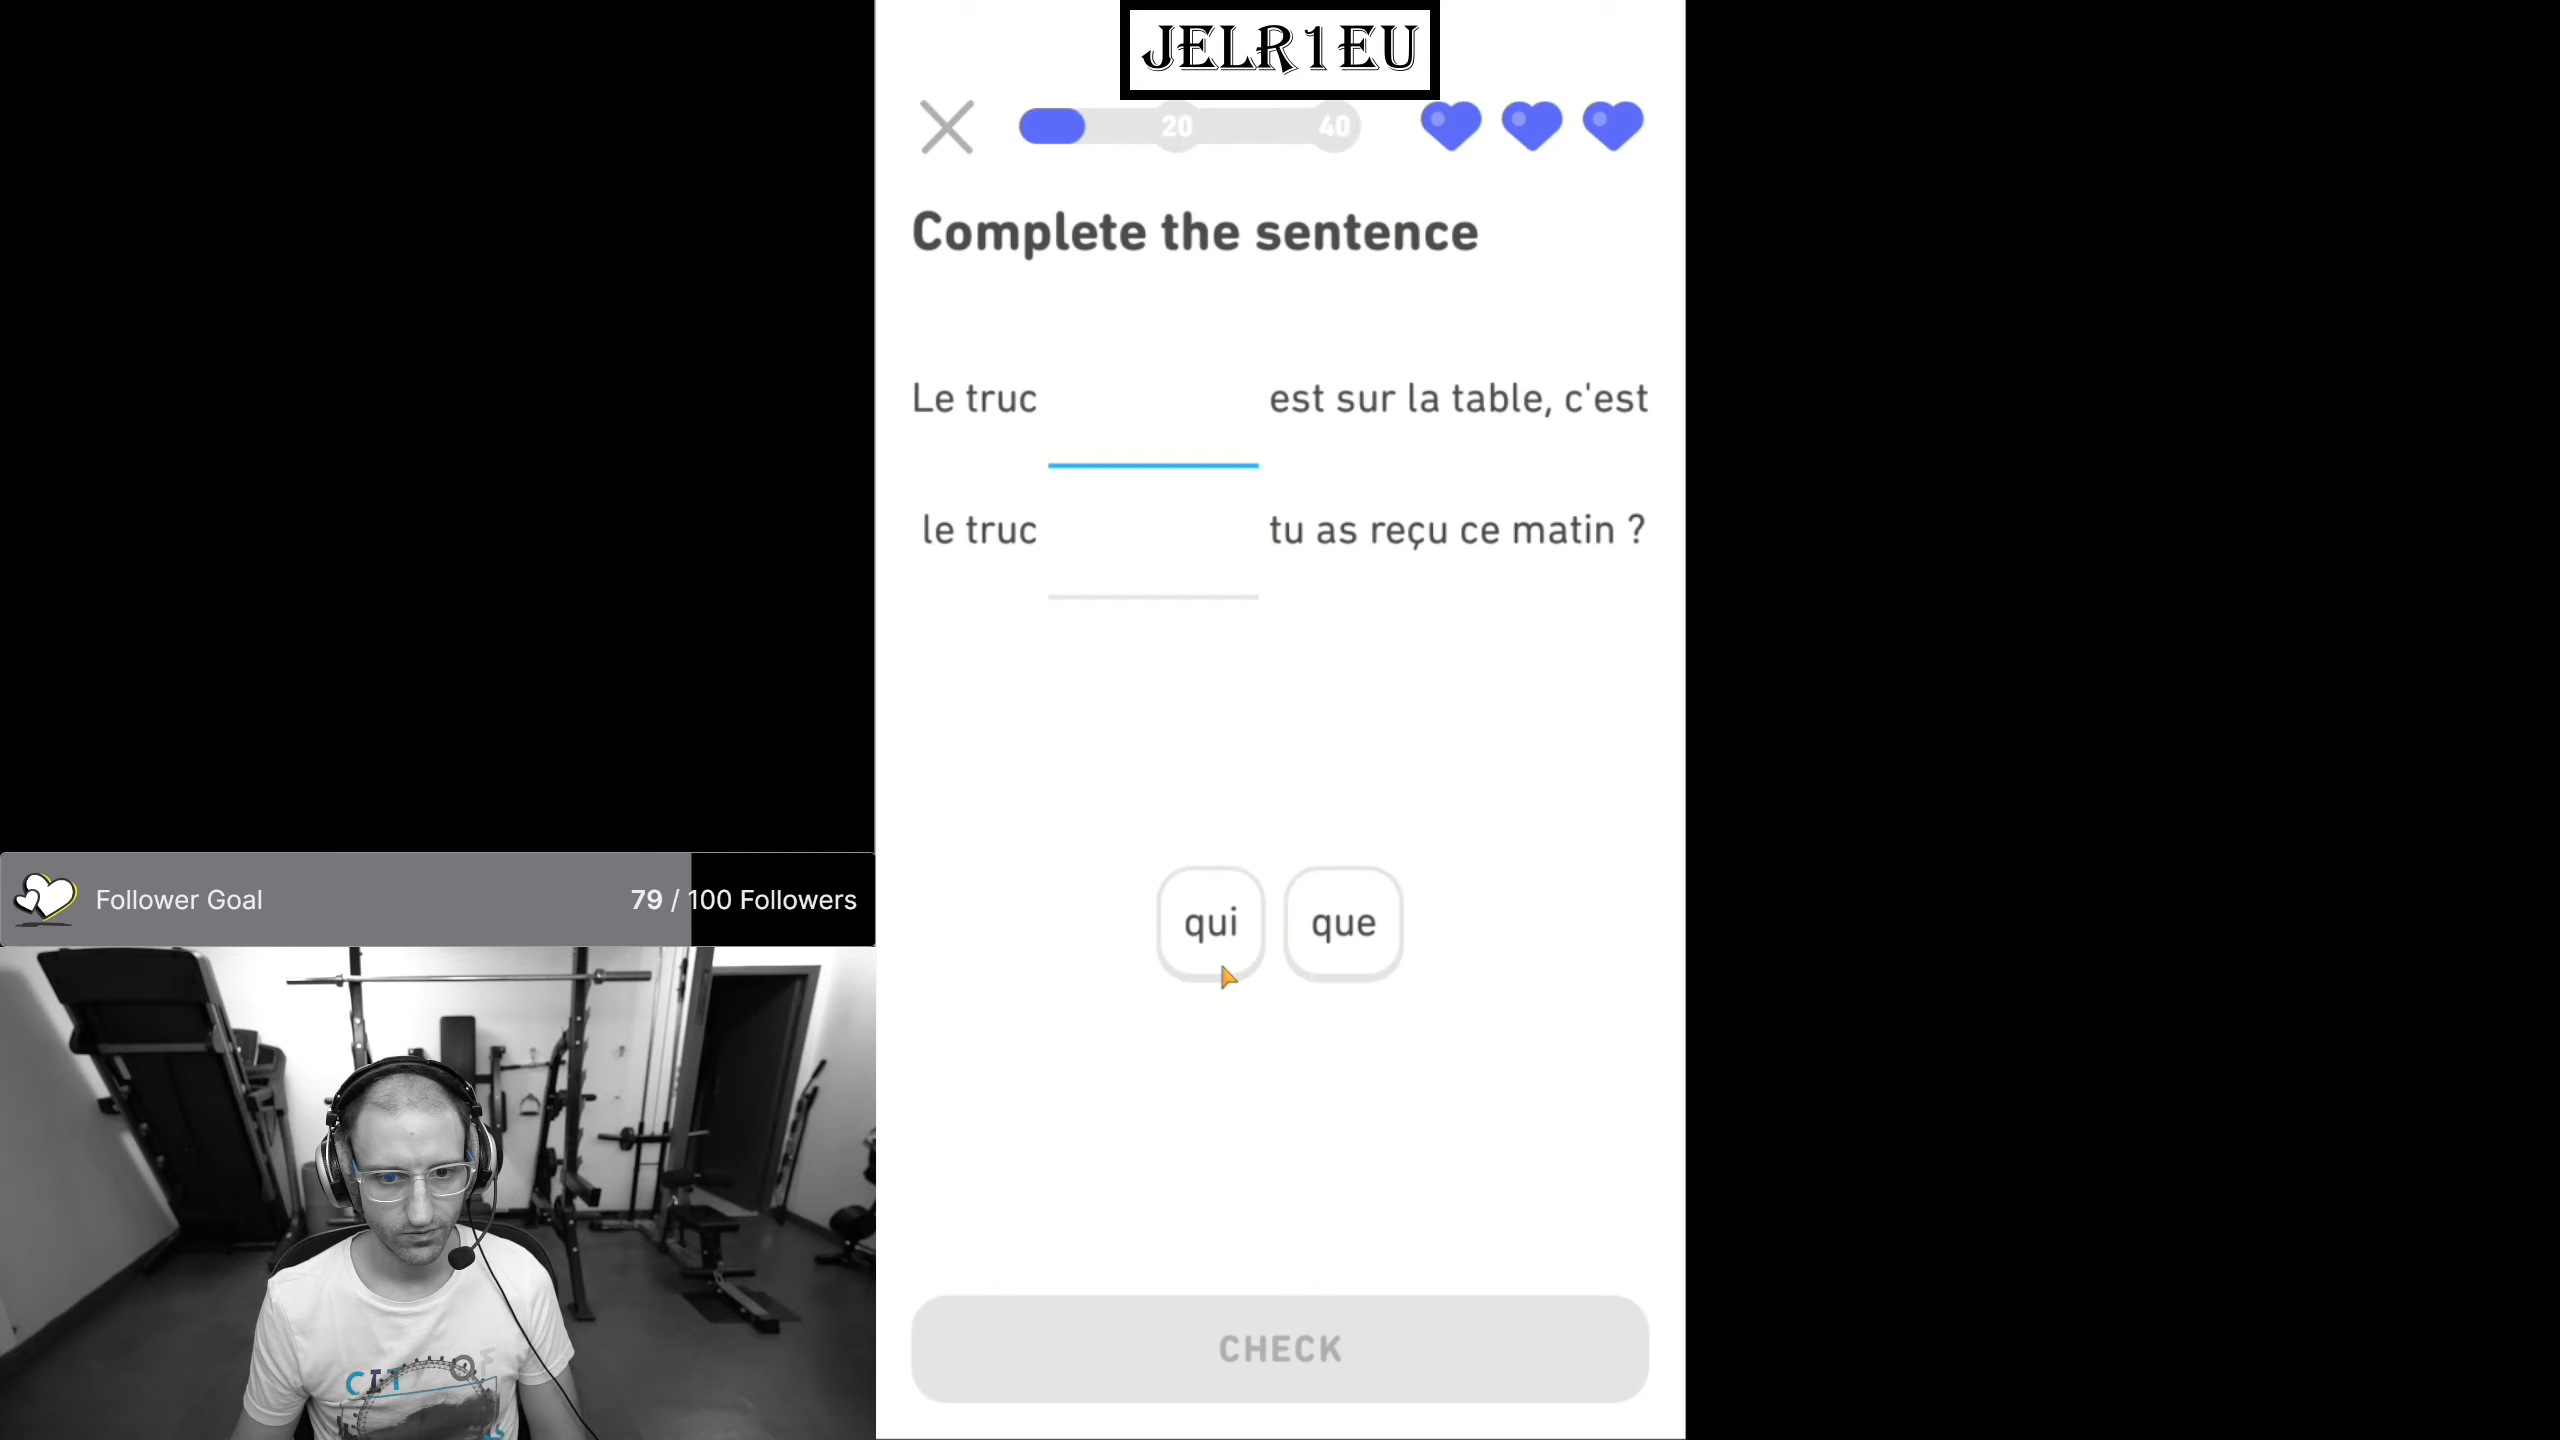 JELR1EU
20 40
Complete the sentence
Le truc est sur la table, c'est
le truc tu as reçu ce matin ?
qui que
Follower Goal 79 / 100 Followers
CHECK